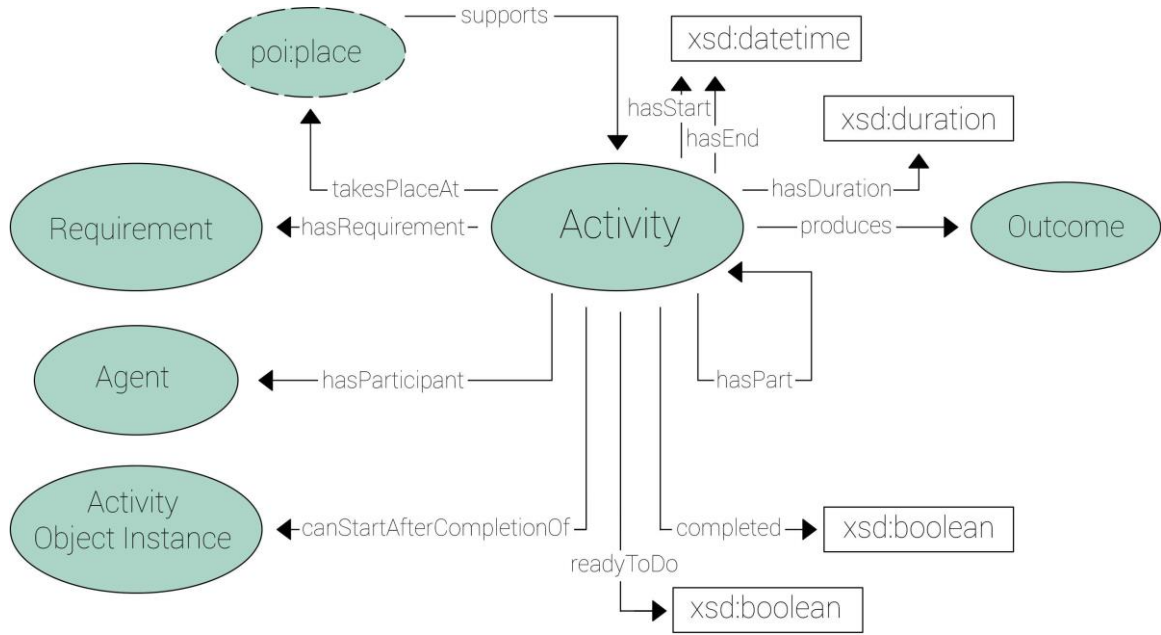 supports
poi:place
xsd:datetime
hasStart
hasEnd
xsd:duration
takesPlaceAt
hasDuration
Requirement
hasRequirement
Activity
produces
Outcome
Agent
hasParticipant
hasPart
Activity
Object Instance
canStartAfterCompletionOf
completed
xsd:boolean
readyToDo
xsd:boolean